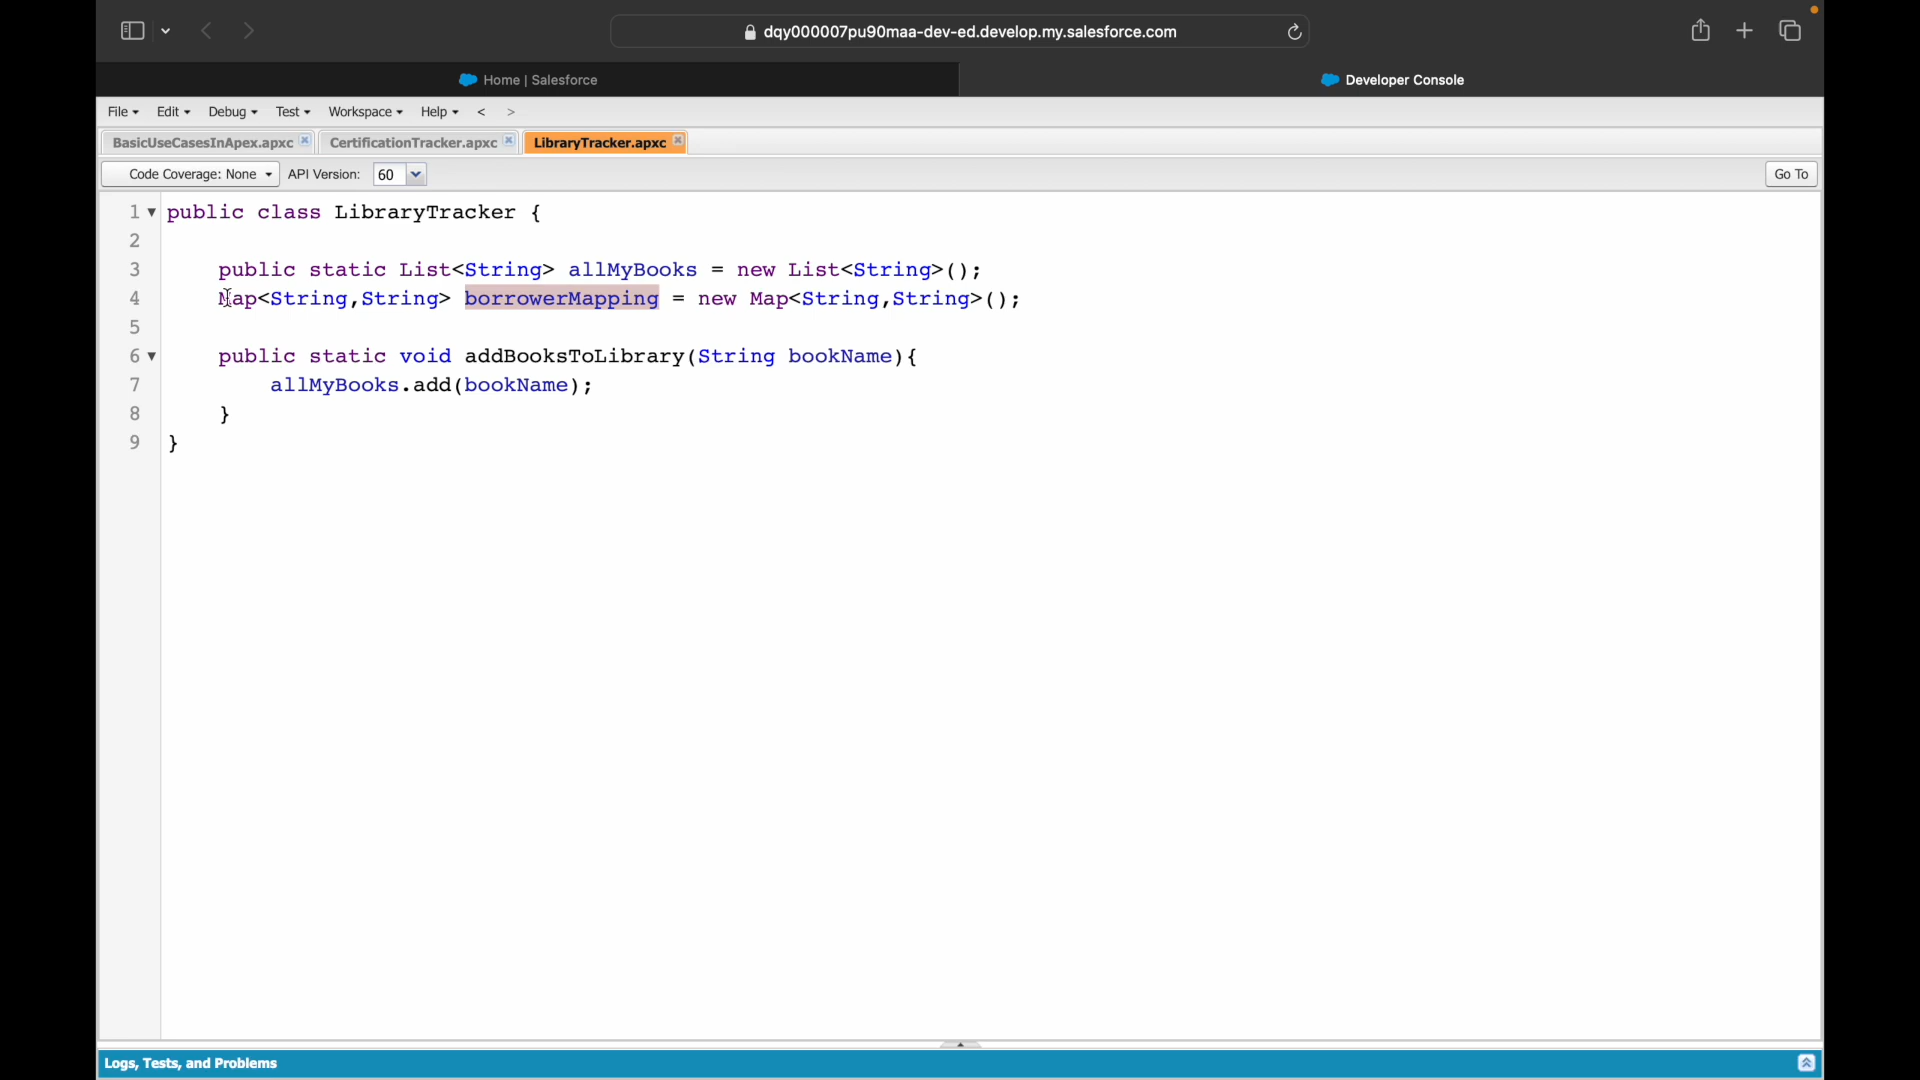 dqy000007pu90maa-dev-ed.develop.my.salesforce.com
Home | Salesforce
Developer Console
File Edit Debug Test Workspace Help < >
BasicUseCasesInApex.apxc CertificationTracker.apxc LibraryTracker.apxc
Code Coverage: None API Version: 60 Go To
1 public class LibraryTracker {
2
3 public static List<String> allMyBooks = new List<String>();
4 Map<String,String> borrowerMapping = new Map<String,String>();
5
6 public static void addBooksToLibrary(String bookName){
7 allMyBooks.add(bookName);
8 }
9 }
Logs, Tests, and Problems